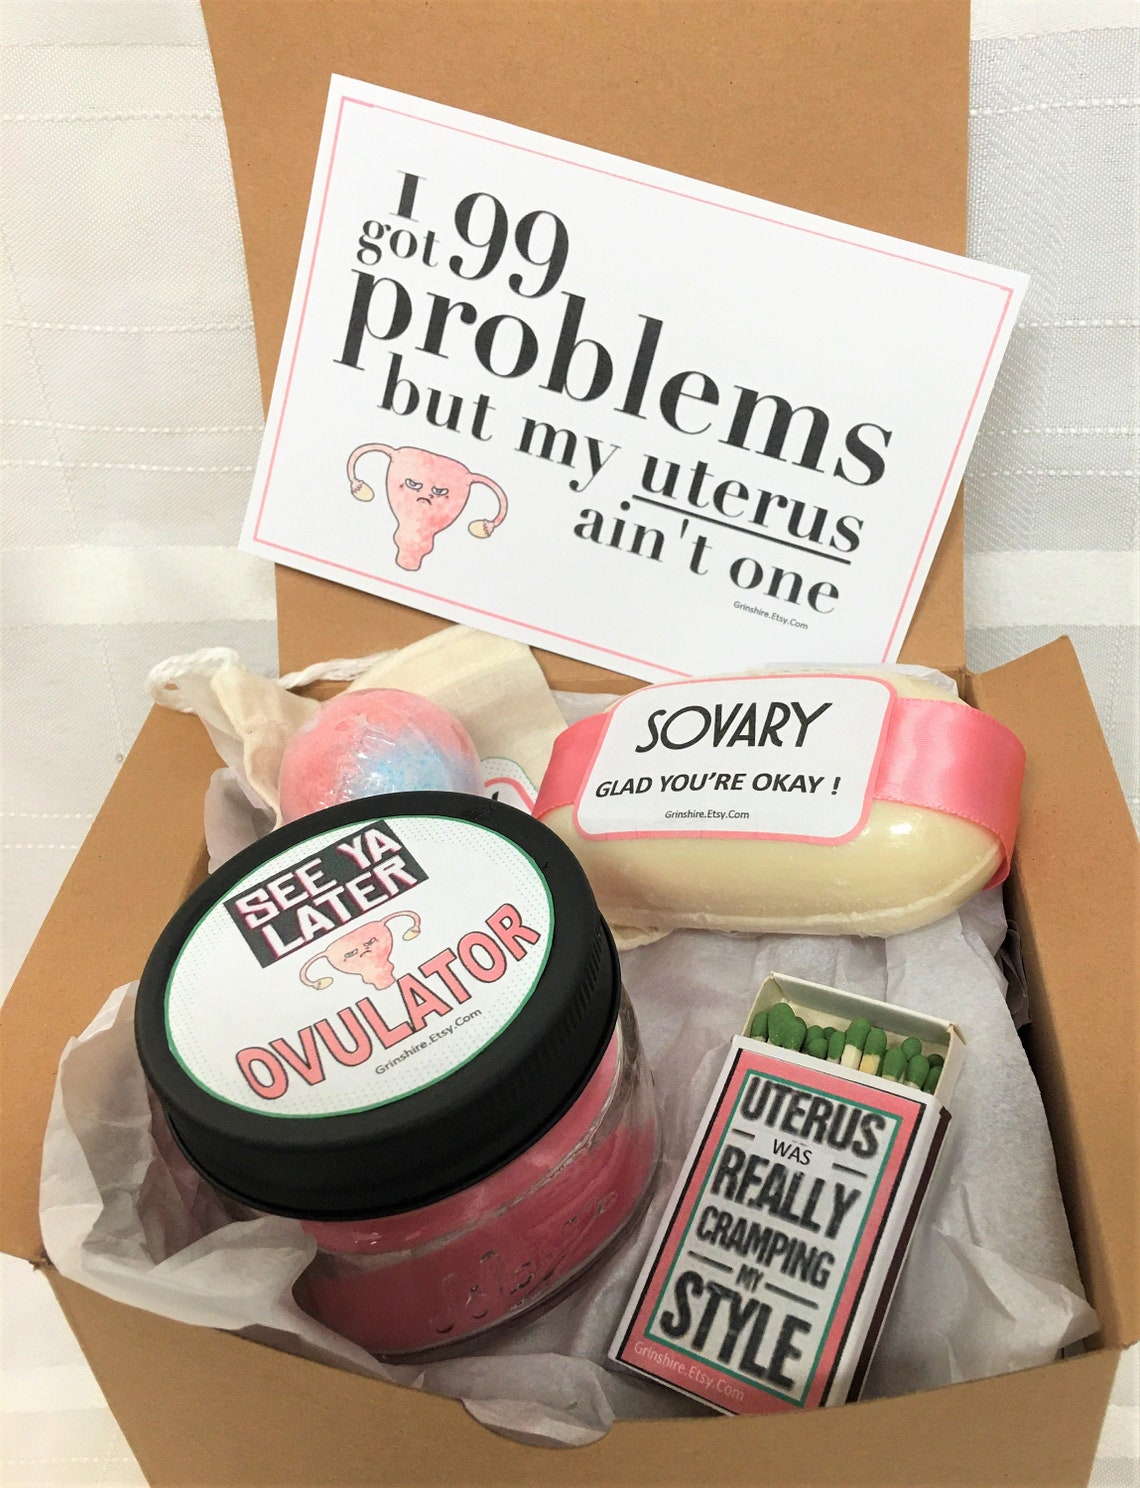 I
got 99
problems
but my uterus
ain't one
Grinshire.Etsy.Com
SOVARY
GLAD YOU'RE OKAY !
Grinshire.Etsy.Com
SEE YA
LATER
OVULATOR
Grinshire.Etsy.Com
UTERUS
WAS
REALLY
CRAMPING
MY
STYLE
Grinshire.Etsy.Com